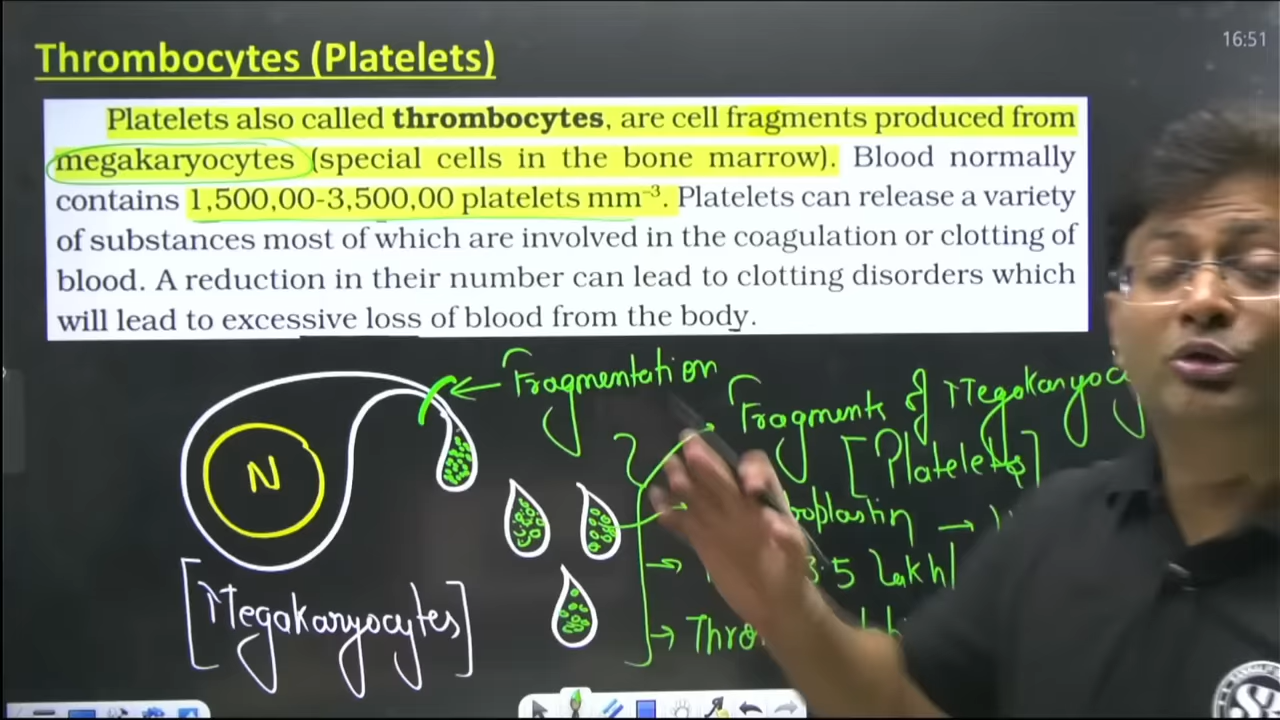 16:51
Thrombocytes (Platelets)
Platelets also called thrombocytes, are cell fragments produced from
megakaryocytes (special cells in the bone marrow). Blood normally
contains 1,500,00-3,500,00 platelets mm⁻³. Platelets can release a variety
of substances most of which are involved in the coagulation or clotting of
blood. A reduction in their number can lead to clotting disorders which
will lead to excessive loss of blood from the body.
Fragmentation
Fragments of Megakaryoc
[Platelets]
N
oplastin →
3.5 lakh/
Thro
[Megakaryocytes]